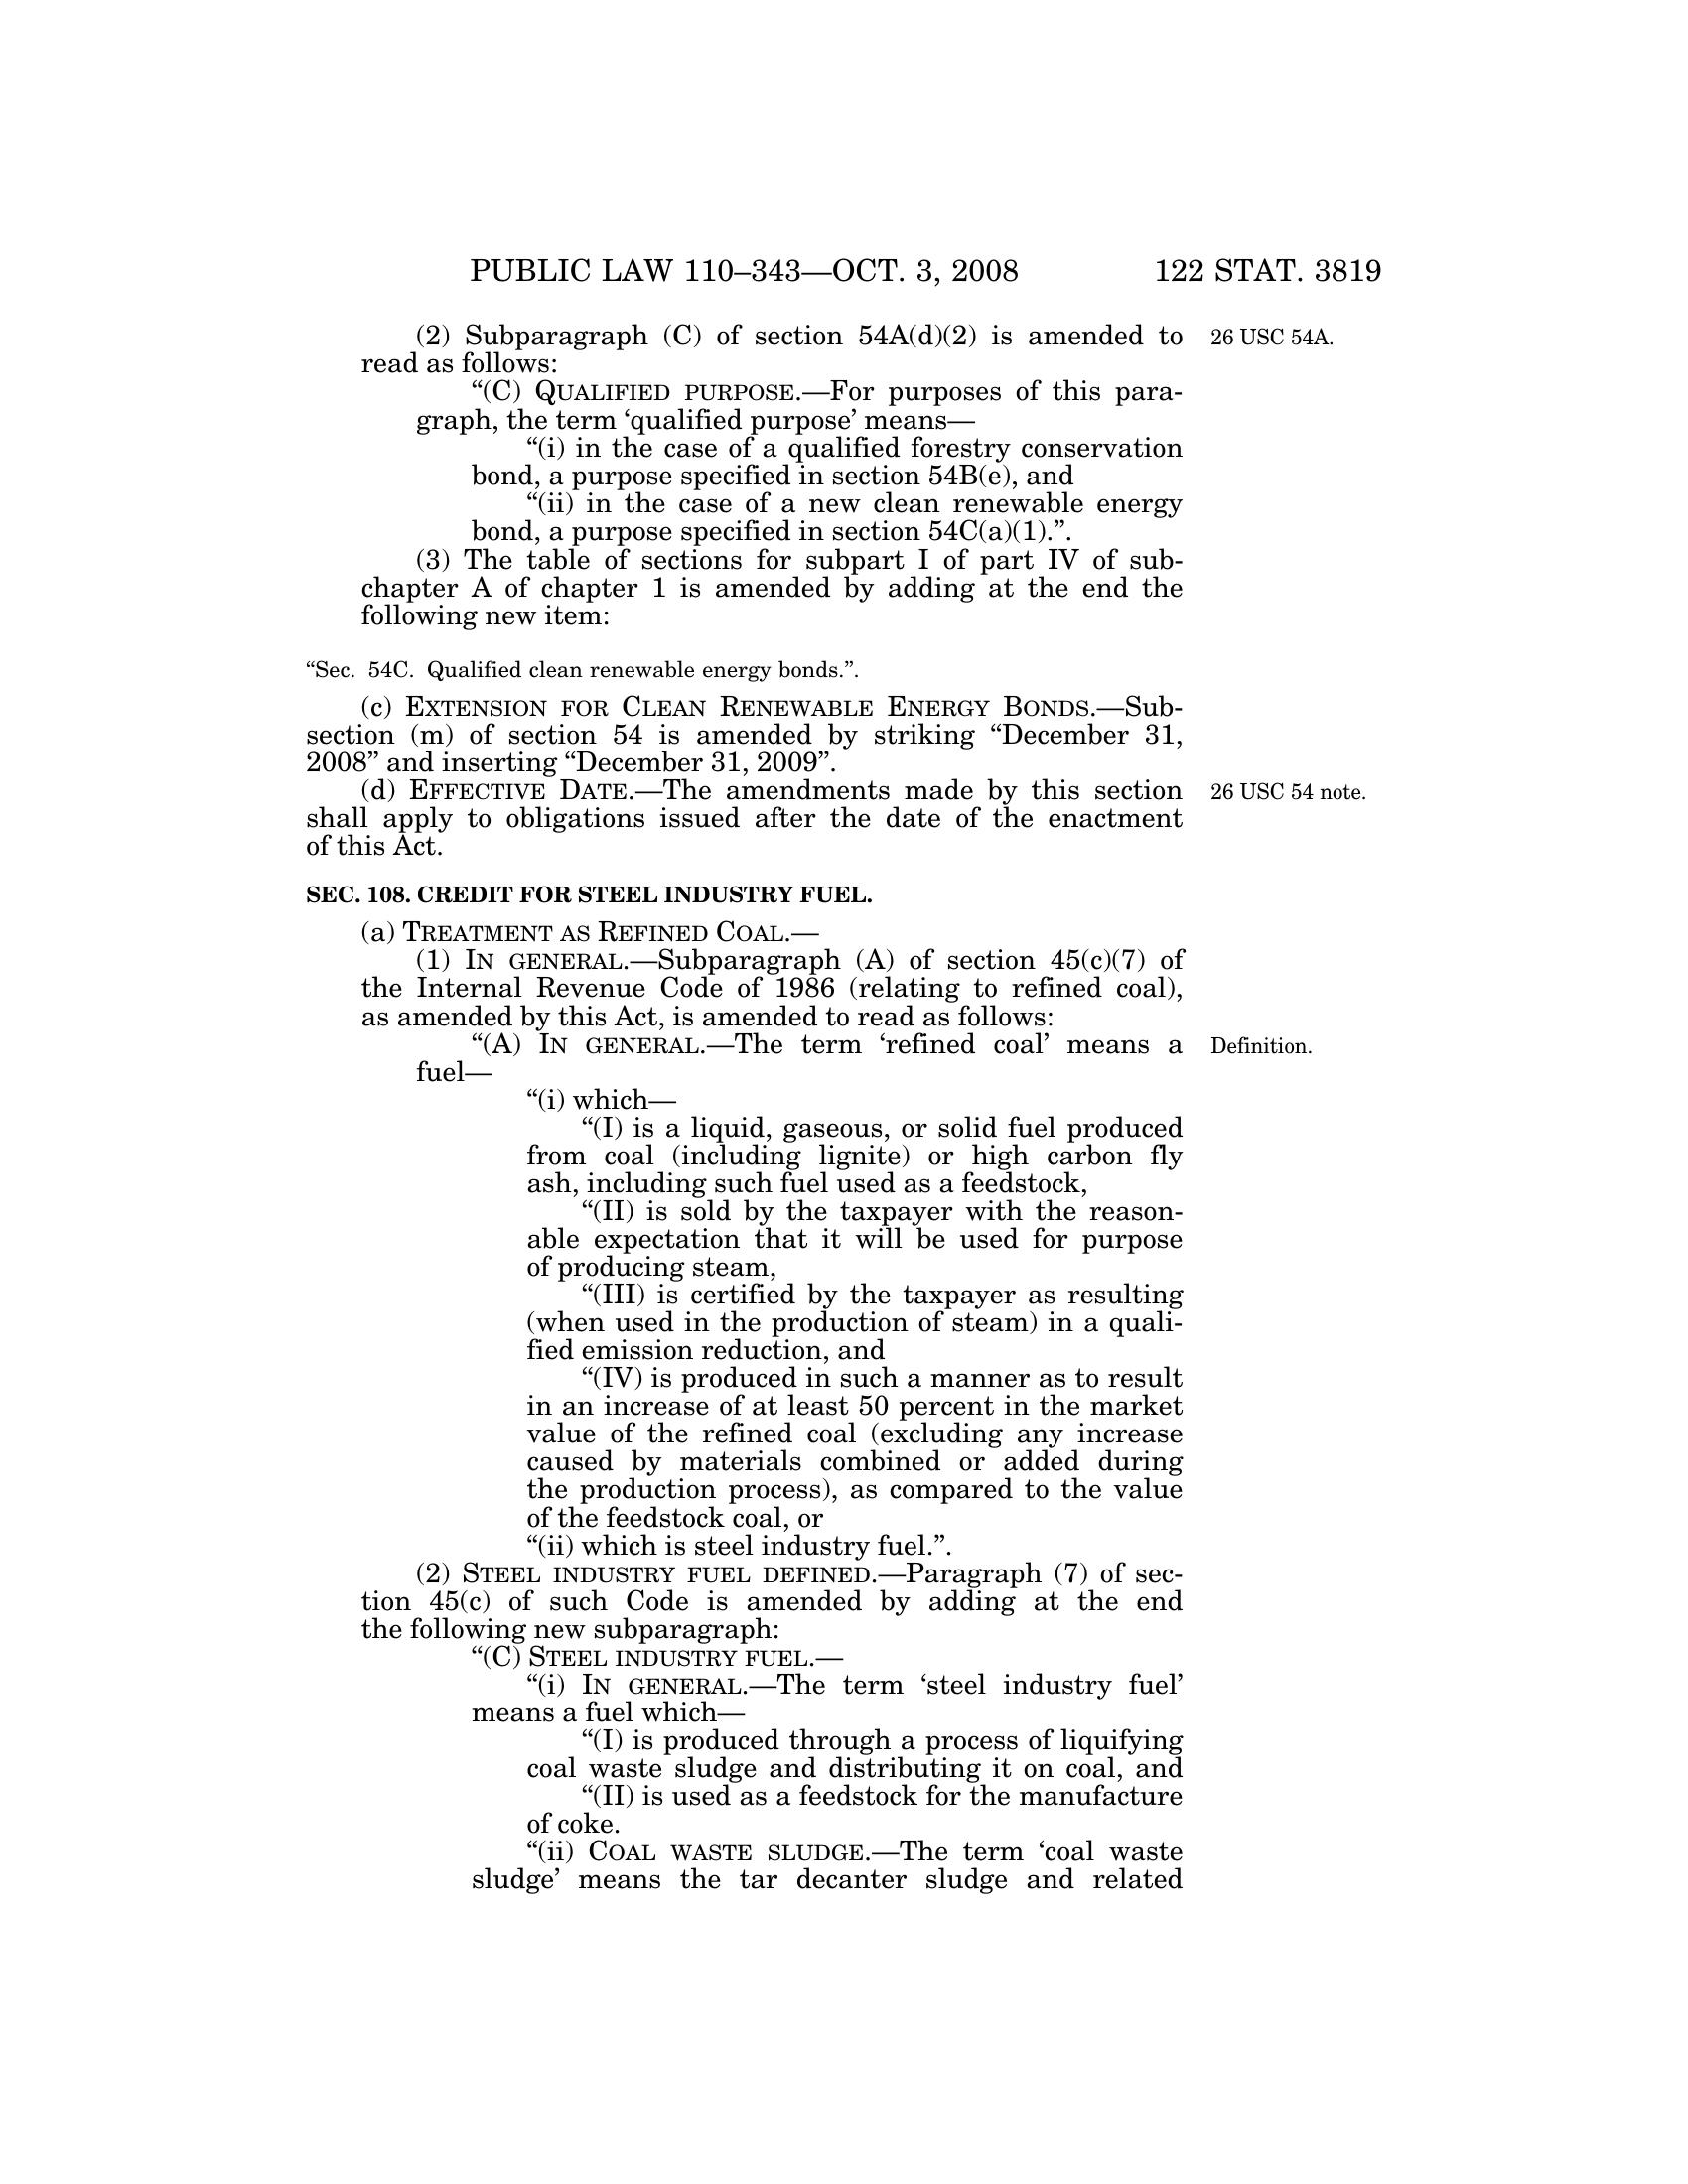 PUBLIC LAW 110–343—OCT. 3, 2008 122 STAT. 3819
(2) Subparagraph (C) of section 54A(d)(2) is amended to 26 USC 54A.
read as follows:
“(C) QUALIFIED PURPOSE.—For purposes of this para-
graph, the term ‘qualified purpose’ means—
“(i) in the case of a qualified forestry conservation
bond, a purpose specified in section 54B(e), and
“(ii) in the case of a new clean renewable energy
bond, a purpose specified in section 54C(a)(1).”.
(3) The table of sections for subpart I of part IV of sub-
chapter A of chapter 1 is amended by adding at the end the
following new item:
“Sec. 54C. Qualified clean renewable energy bonds.”.
(c) EXTENSION FOR CLEAN RENEWABLE ENERGY BONDS.—Sub-
section (m) of section 54 is amended by striking “December 31,
2008” and inserting “December 31, 2009”.
(d) EFFECTIVE DATE.—The amendments made by this section 26 USC 54 note.
shall apply to obligations issued after the date of the enactment
of this Act.
SEC. 108. CREDIT FOR STEEL INDUSTRY FUEL.
(a) TREATMENT AS REFINED COAL.—
(1) IN GENERAL.—Subparagraph (A) of section 45(c)(7) of
the Internal Revenue Code of 1986 (relating to refined coal),
as amended by this Act, is amended to read as follows:
“(A) IN GENERAL.—The term ‘refined coal’ means a Definition.
fuel—
“(i) which—
“(I) is a liquid, gaseous, or solid fuel produced
from coal (including lignite) or high carbon fly
ash, including such fuel used as a feedstock,
“(II) is sold by the taxpayer with the reason-
able expectation that it will be used for purpose
of producing steam,
“(III) is certified by the taxpayer as resulting
(when used in the production of steam) in a quali-
fied emission reduction, and
“(IV) is produced in such a manner as to result
in an increase of at least 50 percent in the market
value of the refined coal (excluding any increase
caused by materials combined or added during
the production process), as compared to the value
of the feedstock coal, or
“(ii) which is steel industry fuel.”.
(2) STEEL INDUSTRY FUEL DEFINED.—Paragraph (7) of sec-
tion 45(c) of such Code is amended by adding at the end
the following new subparagraph:
“(C) STEEL INDUSTRY FUEL.—
“(i) IN GENERAL.—The term ‘steel industry fuel’
means a fuel which—
“(I) is produced through a process of liquifying
coal waste sludge and distributing it on coal, and
“(II) is used as a feedstock for the manufacture
of coke.
“(ii) COAL WASTE SLUDGE.—The term ‘coal waste
sludge’ means the tar decanter sludge and related